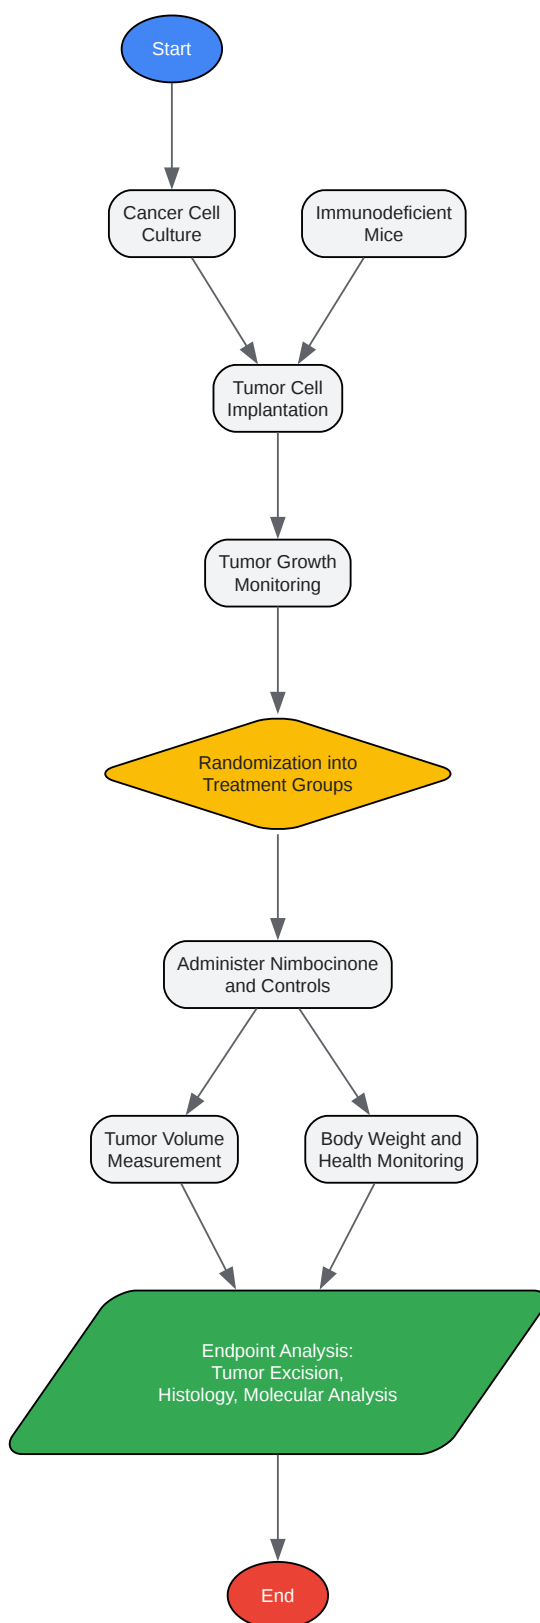 Start
Cancer Cell
Culture
Immunodeficient
Mice
Tumor Cell
Implantation
Tumor Growth
Monitoring
Randomization into
Treatment Groups
Administer Nimbocinone
and Controls
Tumor Volume
Measurement
Body Weight and
Health Monitoring
Endpoint Analysis:
Tumor Excision,
Histology, Molecular Analysis
End